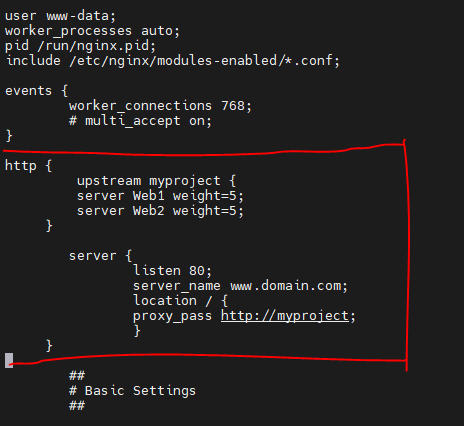 user www-data;
worker_processes auto;
pid /run/nginx.pid;
include /etc/nginx/modules-enabled/*.conf;
events {
worker_connections 768;
# multi_accept on;
}
http {
upstream myproject {
server Web1 weight=5;
server Web2 weight=5;
}
server {
listen 80;
server_name www.domain.com;
location / {
proxy_pass http://myproject;
}
}
##
# Basic Settings
##